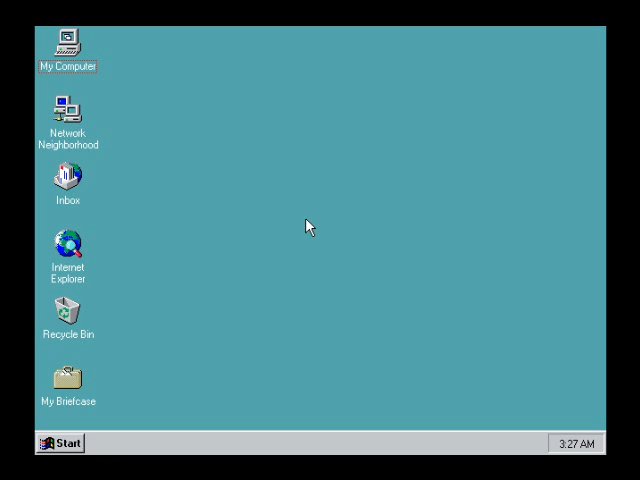 My Computer
Network
Neighborhood
Inbox
Internet
Explorer
Recycle Bin
My Briefcase
Start
3:27 AM